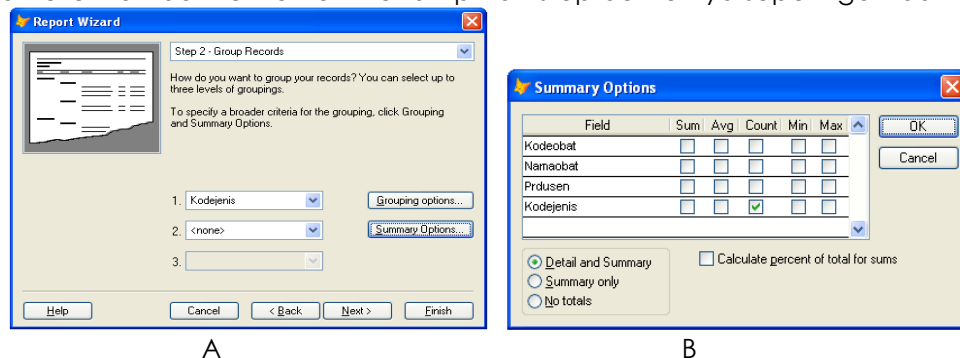 Report Wizard
Step 2 - Group Records
How do you want to group your records? You can select up to
three levels of groupings.
To specify a broader criteria for the grouping, click Grouping
and Summary Options.
1. Kodejenis
Grouping options...
2. <none>
Summary Options...
3.
Help Cancel < Back Next > Finish
A
Summary Options
Field Sum Avg Count Min Max
OK
Kodeobat
Cancel
Namaobat
Prdusen
Kodejenis
Detail and Summary
Calculate percent of total for sums
Summary only
No totals
B